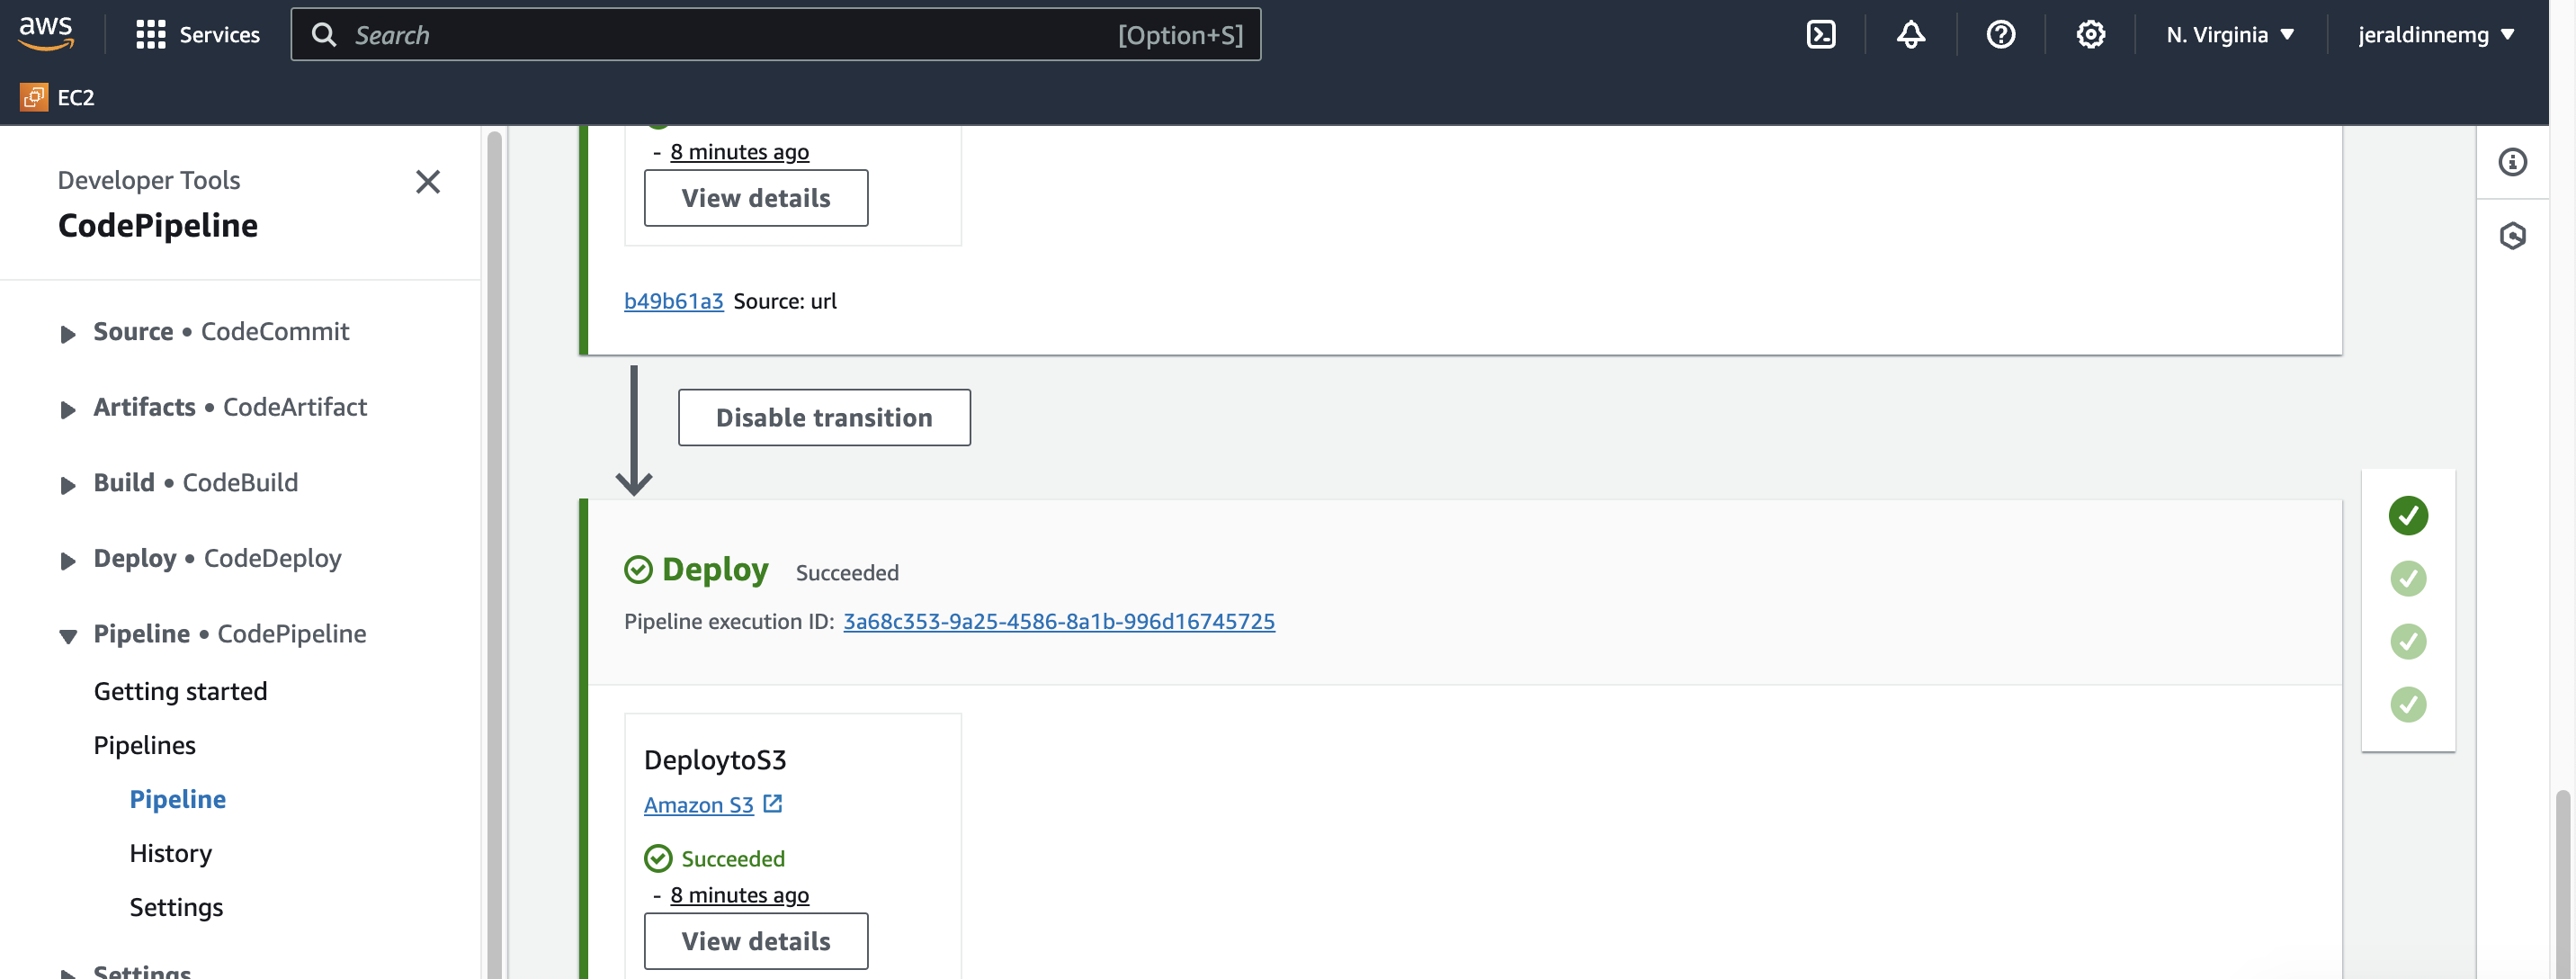 aws
Services
Search
[Option+S]
N. Virginia
jeraldinnemg
EC2
Developer Tools
CodePipeline
Source • CodeCommit
Artifacts • CodeArtifact
Build • CodeBuild
Deploy • CodeDeploy
Pipeline • CodePipeline
Getting started
Pipelines
Pipeline
History
Settings
Settings
- 8 minutes ago
View details
b49b61a3 Source: url
Disable transition
Deploy Succeeded
Pipeline execution ID: 3a68c353-9a25-4586-8a1b-996d16745725
DeploytoS3
Amazon S3
Succeeded
- 8 minutes ago
View details